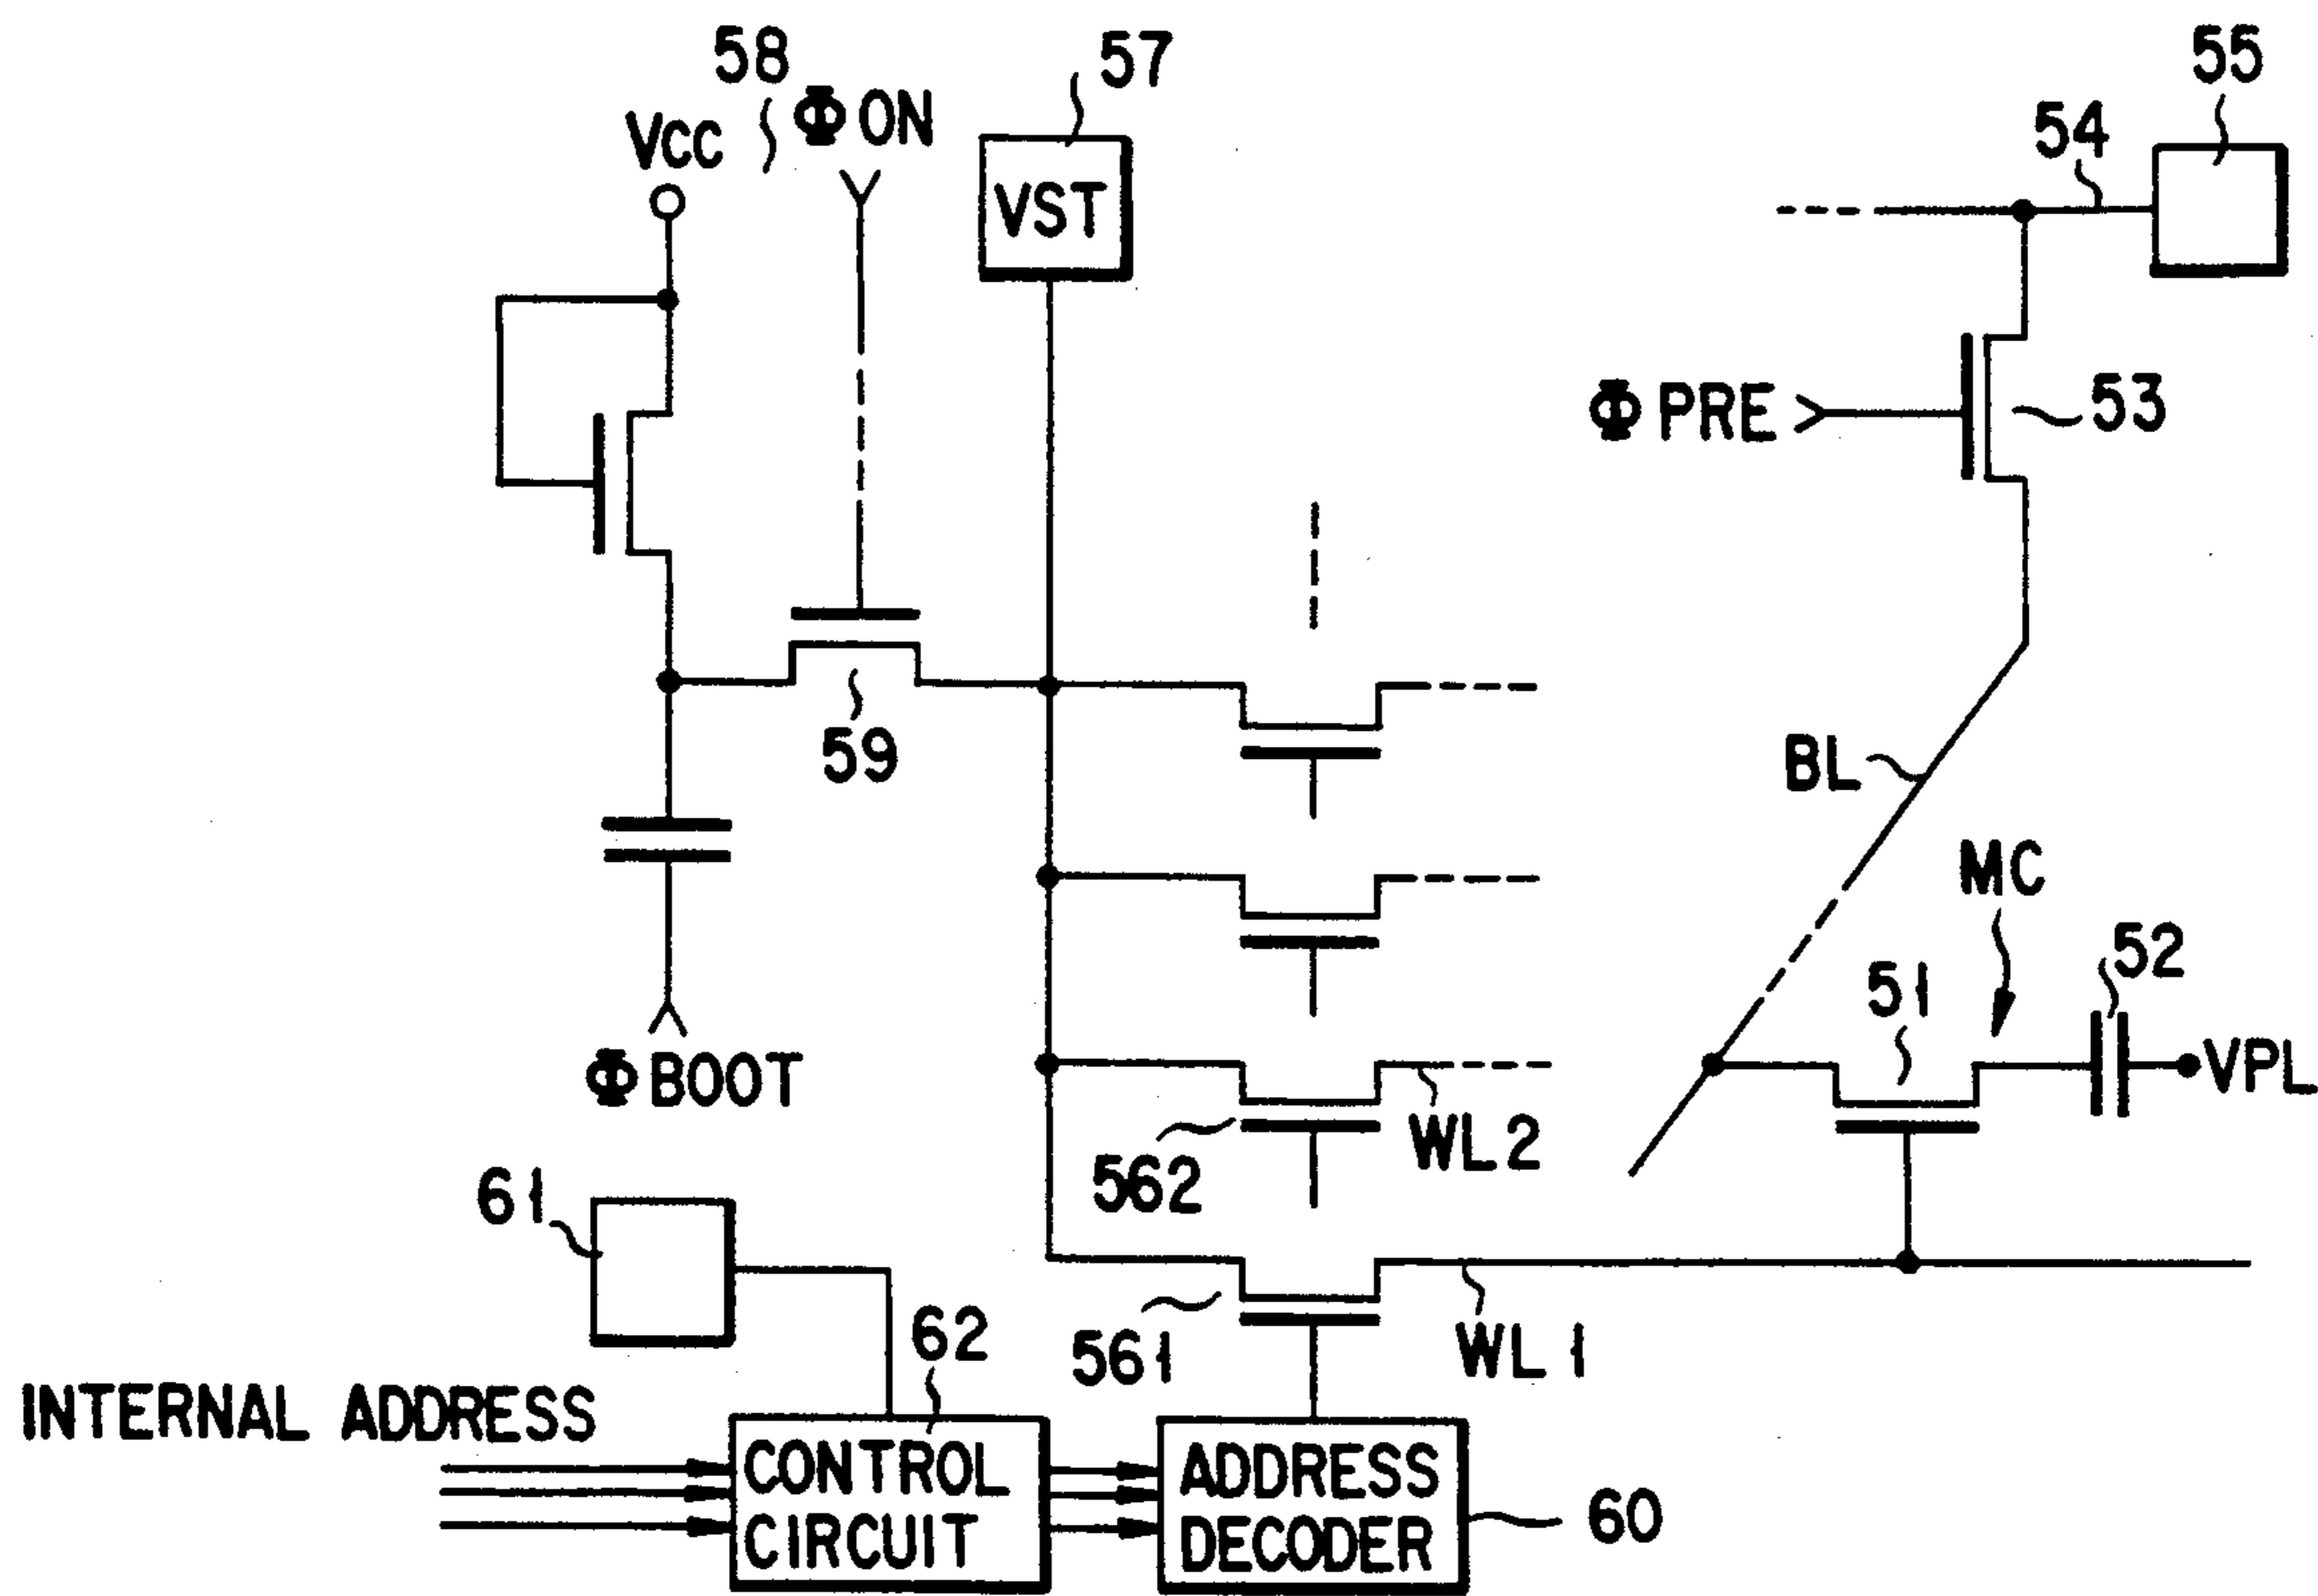 58
57
55
VCC
ΦON
54
VST
ΦPRE
53
59
BL
MC
52
51
VPL
ΦBOOT
WL2
562
61
62
561
WL1
INTERNAL ADDRESS
CONTROL
CIRCUIT
ADDRESS
DECODER
60